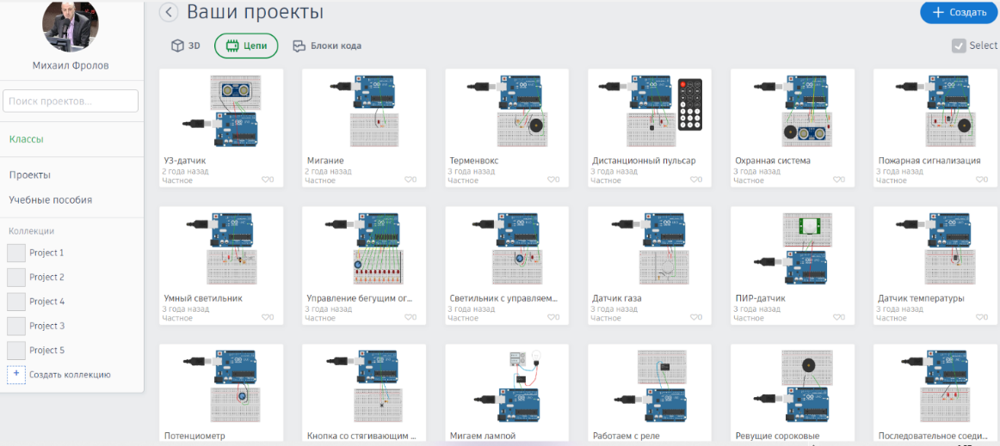 Ваши проекты
Создать
3D
Цепи
Блоки кода
Select
Михаил Фролов
Поиск проектов...
Классы
Проекты
Учебные пособия
Коллекции
Project 1
Project 2
Project 4
Project 3
Project 5
Создать коллекцию
УЗ-датчик
2 года назад
Частное
0
Мигание
2 года назад
Частное
0
Терменвокс
3 года назад
Частное
0
Дистанционный пульсар
3 года назад
Частное
0
Охранная система
3 года назад
Частное
0
Пожарная сигнализация
3 года назад
Частное
0
Умный светильник
3 года назад
Частное
0
Управление бегущим ог...
3 года назад
Частное
0
Светильник с управляем...
3 года назад
Частное
0
Датчик газа
3 года назад
Частное
0
ПИР-датчик
3 года назад
Частное
0
Датчик температуры
3 года назад
Частное
0
Потенциометр
Кнопка со стягивающим ...
Мигаем лампой
Работаем с реле
Ревущие сороковые
Последовательное соеди...